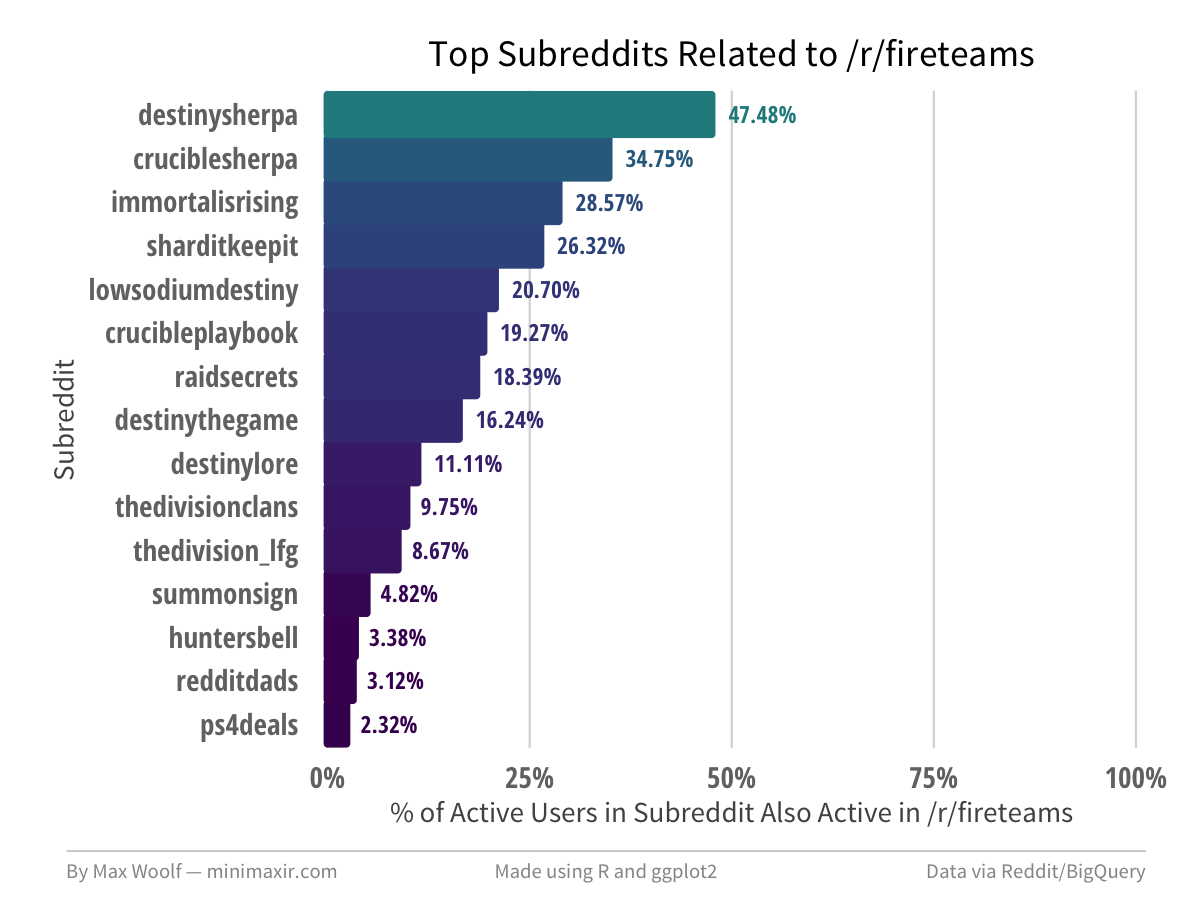 Top Subreddits Related to /r/fireteams
destinysherpa 47.48%
cruciblesherpa 34.75%
immortalisrising 28.57%
sharditkeepit 26.32%
lowsodiumdestiny 20.70%
crucibleplaybook 19.27%
raidsecrets 18.39%
destinythegame 16.24%
destinylore 11.11%
thedivisionclans 9.75%
thedivision_lfg 8.67%
summonsign 4.82%
huntersbell 3.38%
redditdads 3.12%
ps4deals 2.32%
Subreddit
0% 25% 50% 75% 100%
% of Active Users in Subreddit Also Active in /r/fireteams
By Max Woolf — minimaxir.com Made using R and ggplot2 Data via Reddit/BigQuery